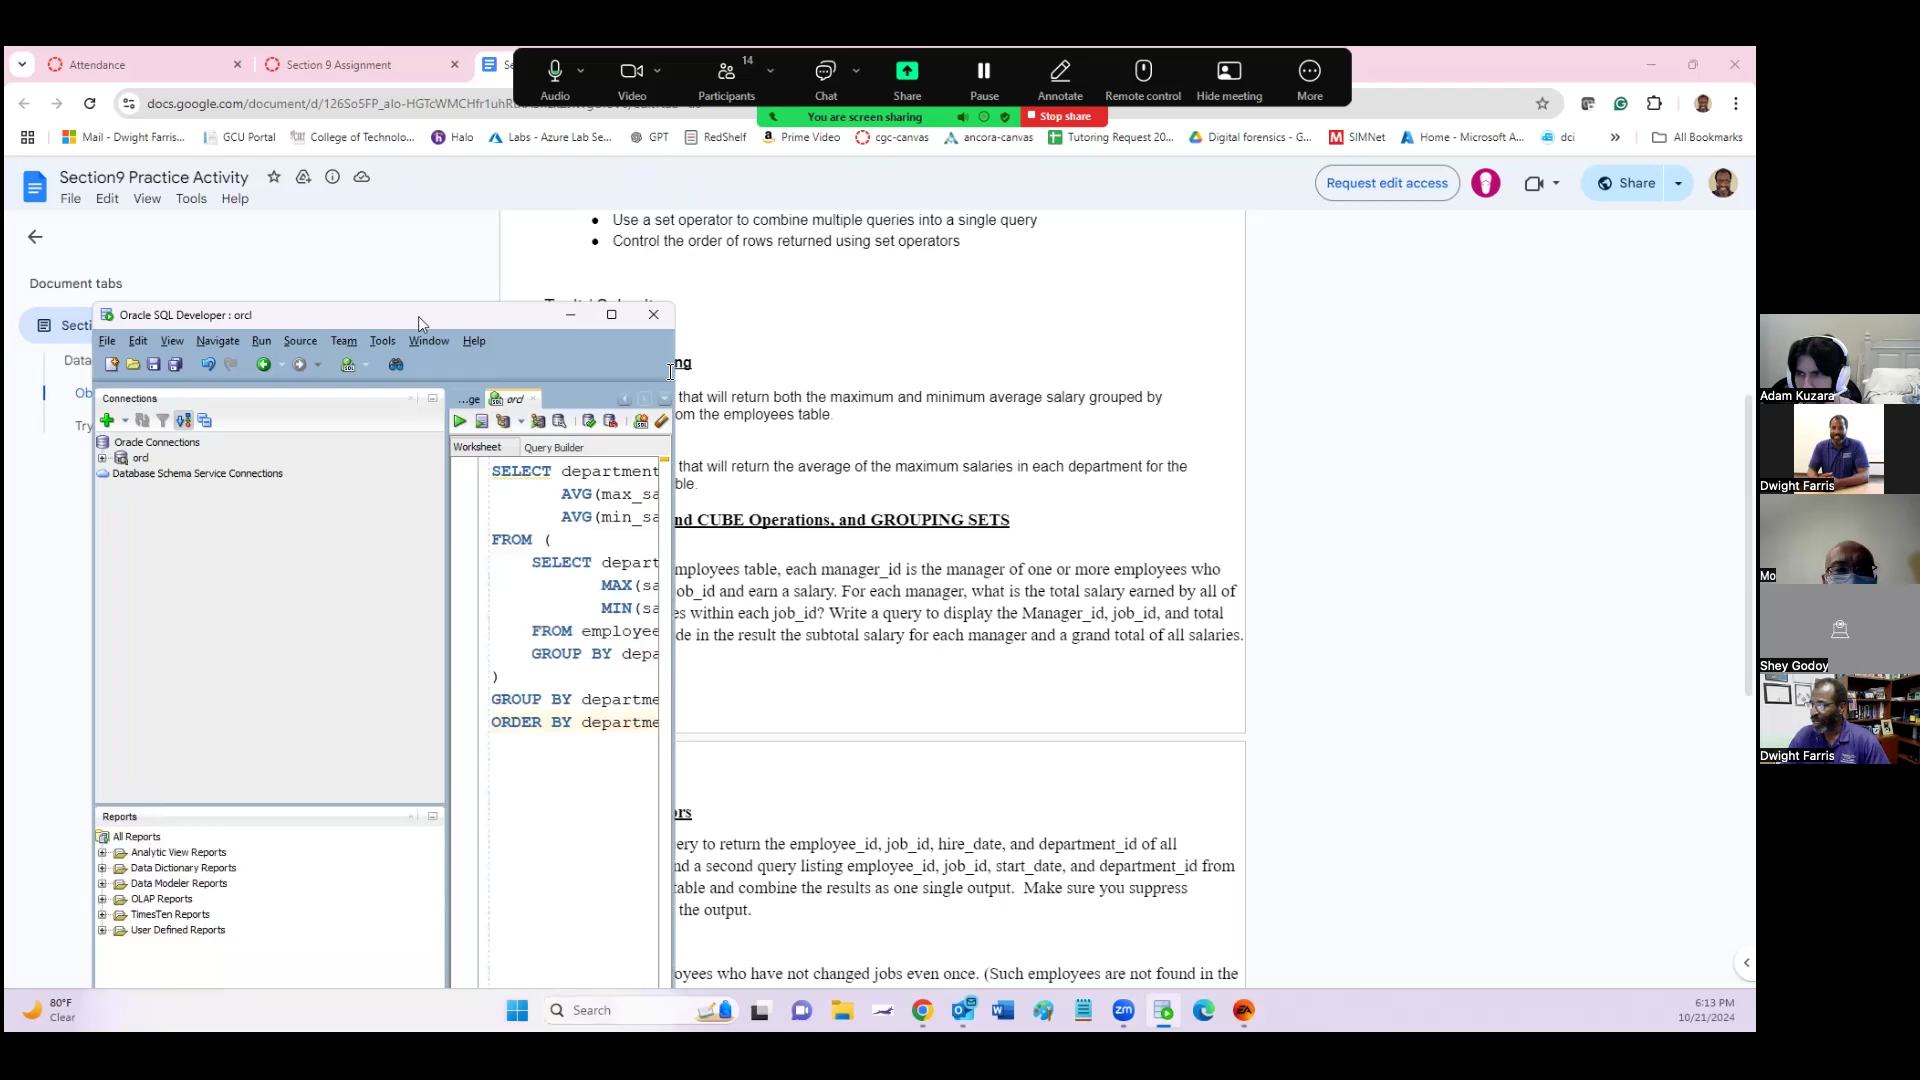 Attendance
Section 9 Assignment
Audio
Video
14
Participants
Chat
Share
Pause
Annotate
Remote control
Hide meeting
More
You are screen sharing
Stop share
Mail - Dwight Farris...
GCU Portal
College of Technolo...
Halo
Labs - Azure Lab Se...
GPT
RedShelf
Prime Video
cgc-canvas
ancora-canvas
Tutoring Request 20...
Digital forensics - G...
SIMNet
Home - Microsoft A...
dci
All Bookmarks
Section9 Practice Activity
File Edit View Tools Help
Request edit access
Share
Document tabs
Use a set operator to combine multiple queries into a single query
Control the order of rows returned using set operators
Oracle SQL Developer : orcl
File Edit View Navigate Run Source Team Tools Window Help
Connections
Oracle Connections
Database Schema Service Connections
Worksheet
Query Builder
SELECT department
AVG(max_sa
AVG(min_sa
FROM (
SELECT depart
MAX(sa
MIN(sa
FROM employee
GROUP BY depa
)
GROUP BY departme
ORDER BY departme
Reports
All Reports
Analytic View Reports
Data Dictionary Reports
Data Modeler Reports
OLAP Reports
TimesTen Reports
User Defined Reports
ng
that will return both the maximum and minimum average salary grouped by
om the employees table.
that will return the average of the maximum salaries in each department for the
ble.
nd CUBE Operations, and GROUPING SETS
mployees table, each manager_id is the manager of one or more employees who
ob_id and earn a salary. For each manager, what is the total salary earned by all of
es within each job_id? Write a query to display the Manager_id, job_id, and total
de in the result the subtotal salary for each manager and a grand total of all salaries.
ors
ery to return the employee_id, job_id, hire_date, and department_id of all
nd a second query listing employee_id, job_id, start_date, and department_id from
table and combine the results as one single output. Make sure you suppress
the output.
oyees who have not changed jobs even once. (Such employees are not found in the
Adam Kuzara
Dwight Farris
Mo
Shey Godoy
Dwight Farris
80°F
Clear
Search
6:13 PM
10/21/2024